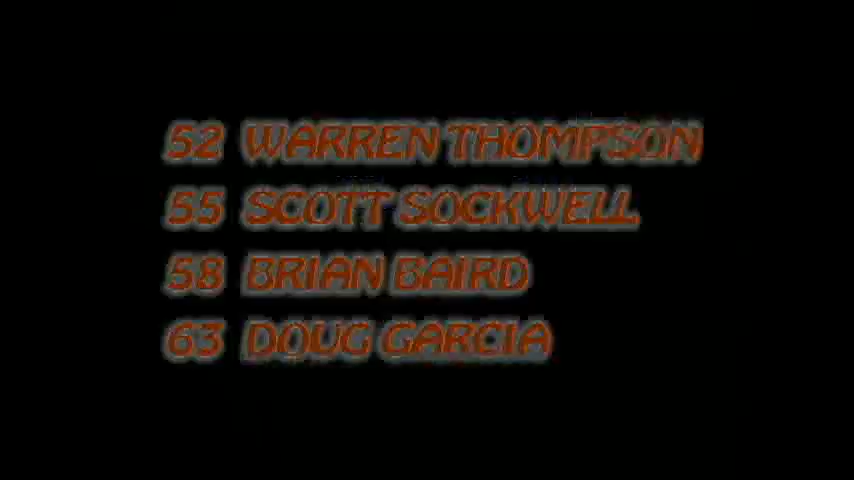 52 WARREN THOMPSON
55 SCOTT SOCKWELL
58 BRIAN BAIRD
63 DOUG GARCIA